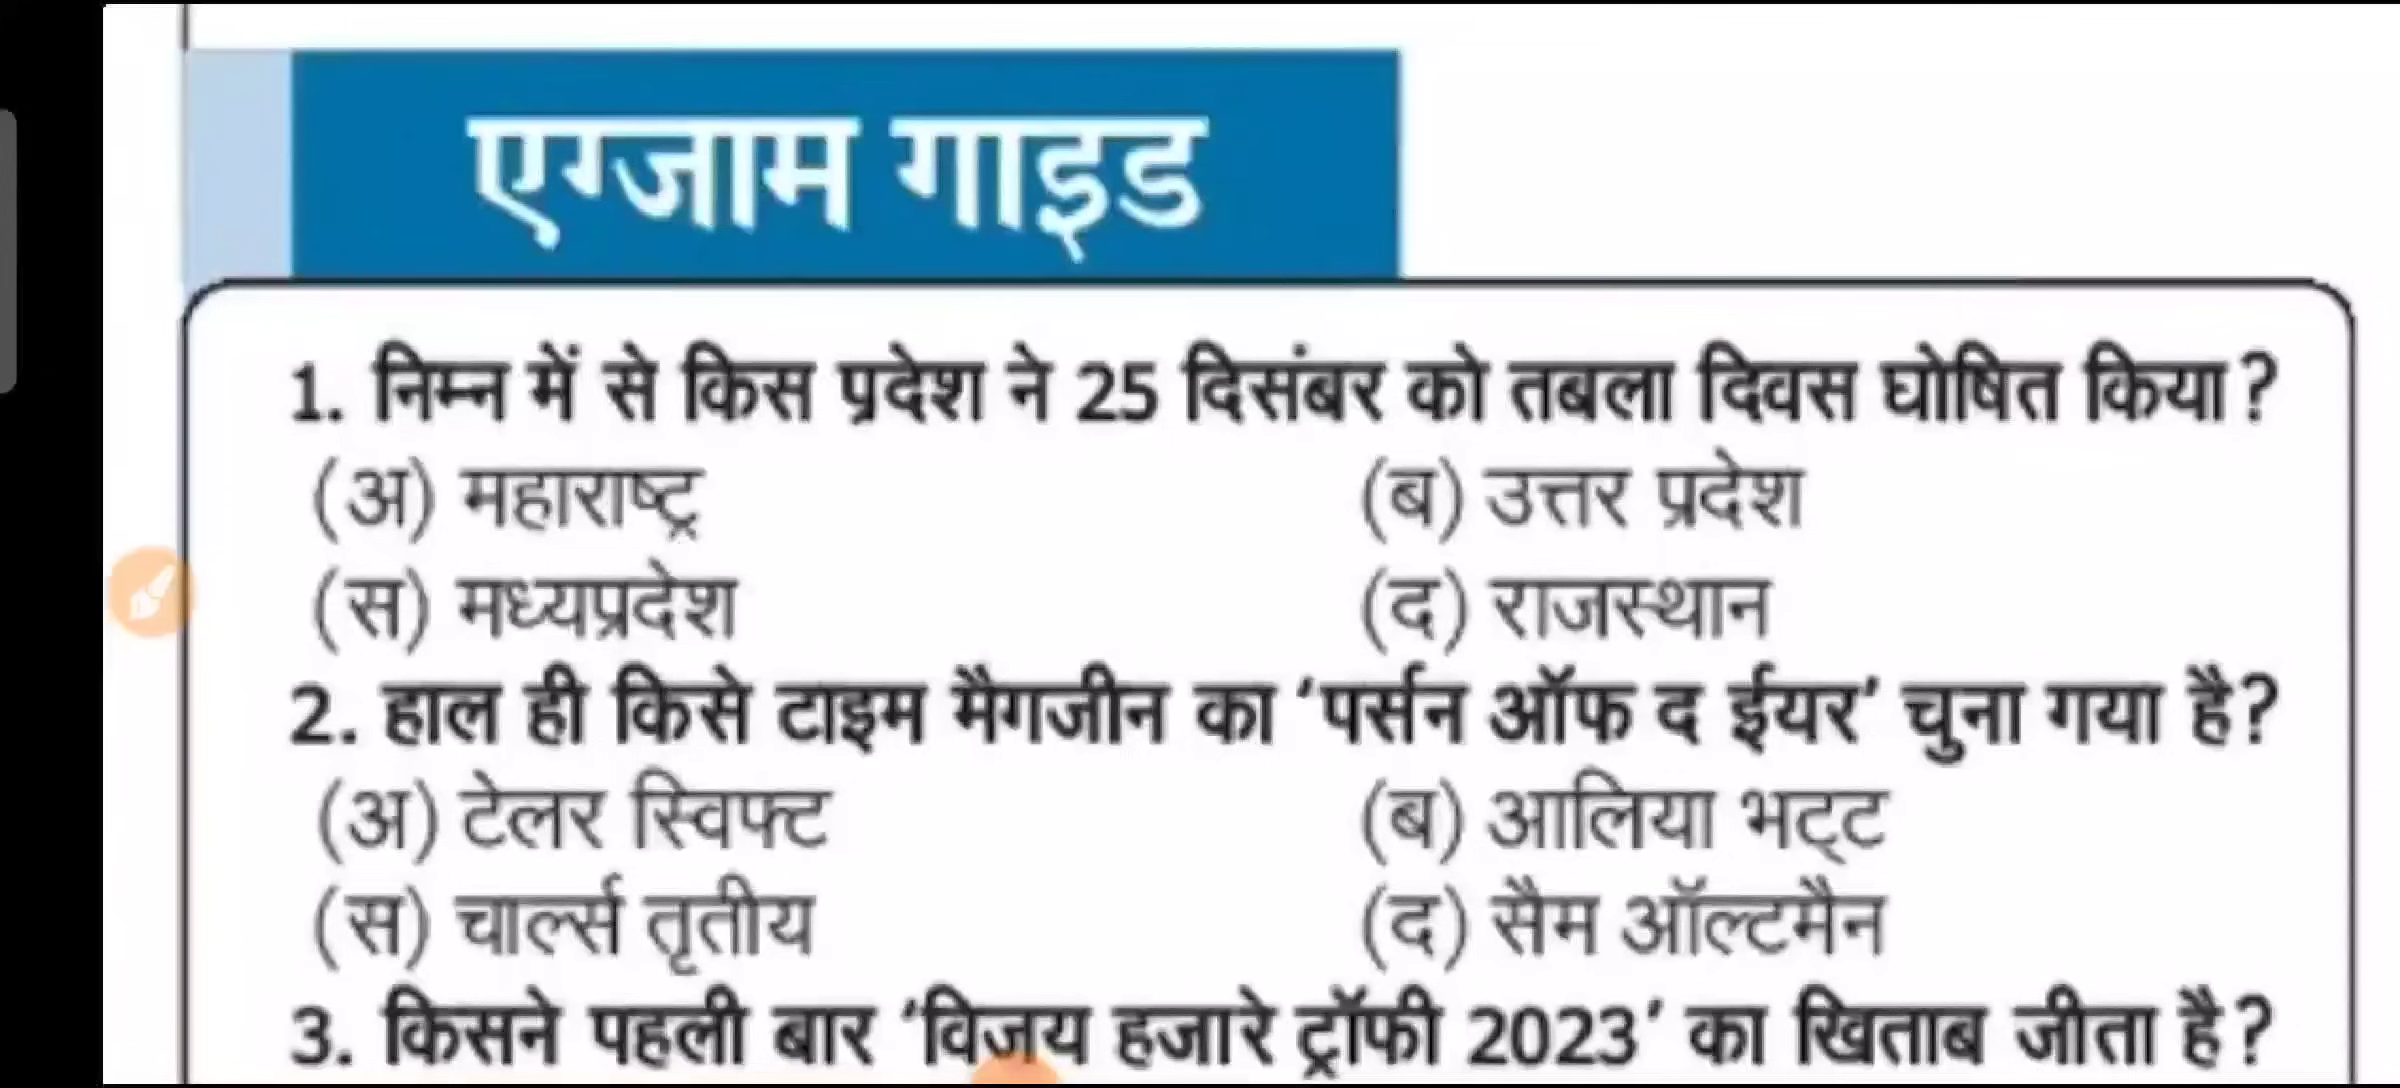 एग्जाम गाइड
1. निम्न में से किस प्रदेश ने 25 दिसंबर को तबला दिवस घोषित किया?
(अ) महाराष्ट्र (ब) उत्तर प्रदेश
(स) मध्यप्रदेश (द) राजस्थान
2. हाल ही किसे टाइम मैगजीन का ‘पर्सन ऑफ द ईयर’ चुना गया है?
(अ) टेलर स्विफ्ट (ब) आलिया भट्ट
(स) चार्ल्स तृतीय (द) सैम ऑल्टमैन
3. किसने पहली बार ‘विजय हजारे ट्रॉफी 2023’ का खिताब जीता है?